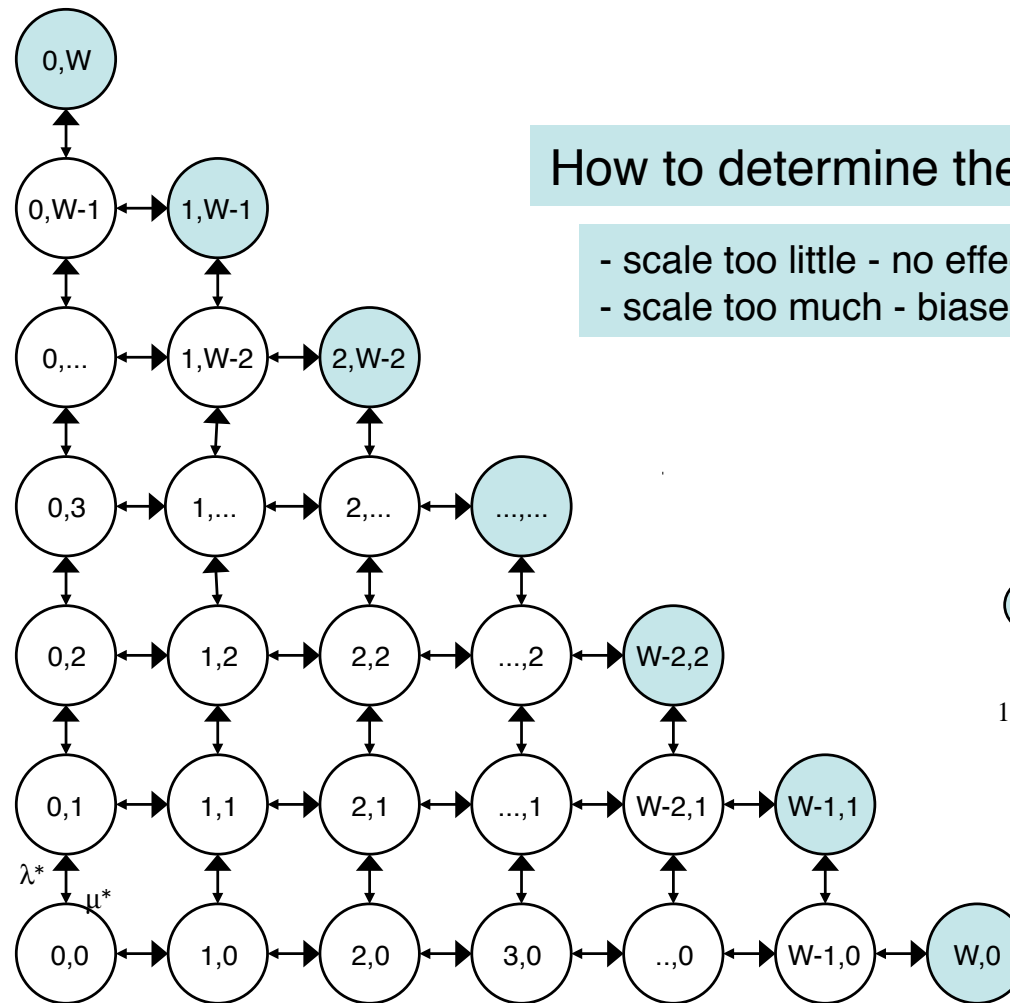 0,W
How to determine the
0,W-1 1,W-1
- scale too little - no effe
- scale too much - biase
0,... 1,W-2 2,W-2
0,3 1,... 2,... ...,...
0,2 1,2 2,2 ...,2 W-2,2
1
0,1 1,1 2,1 ...,1 W-2,1 W-1,1
λ*
μ*
0,0 1,0 2,0 3,0 ..,0 W-1,0 W,0